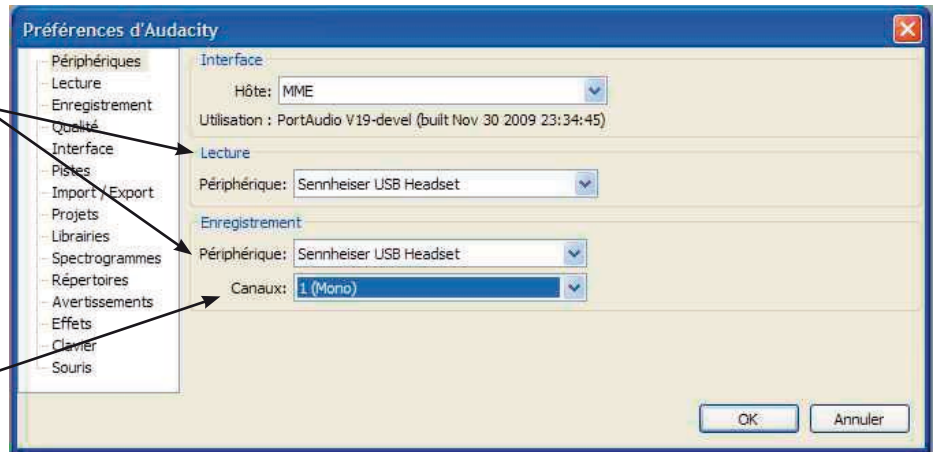 Préférences d'Audacity
Périphériques
Lecture
Enregistrement
Qualité
Interface
Pistes
Import / Export
Projets
Librairies
Spectrogrammes
Répertoires
Avertissements
Effets
Clavier
Souris
Interface
Hôte: MME
Utilisation : PortAudio V19-devel (built Nov 30 2009 23:34:45)
Lecture
Périphérique: Sennheiser USB Headset
Enregistrement
Périphérique: Sennheiser USB Headset
Canaux: 1 (Mono)
OK
Annuler